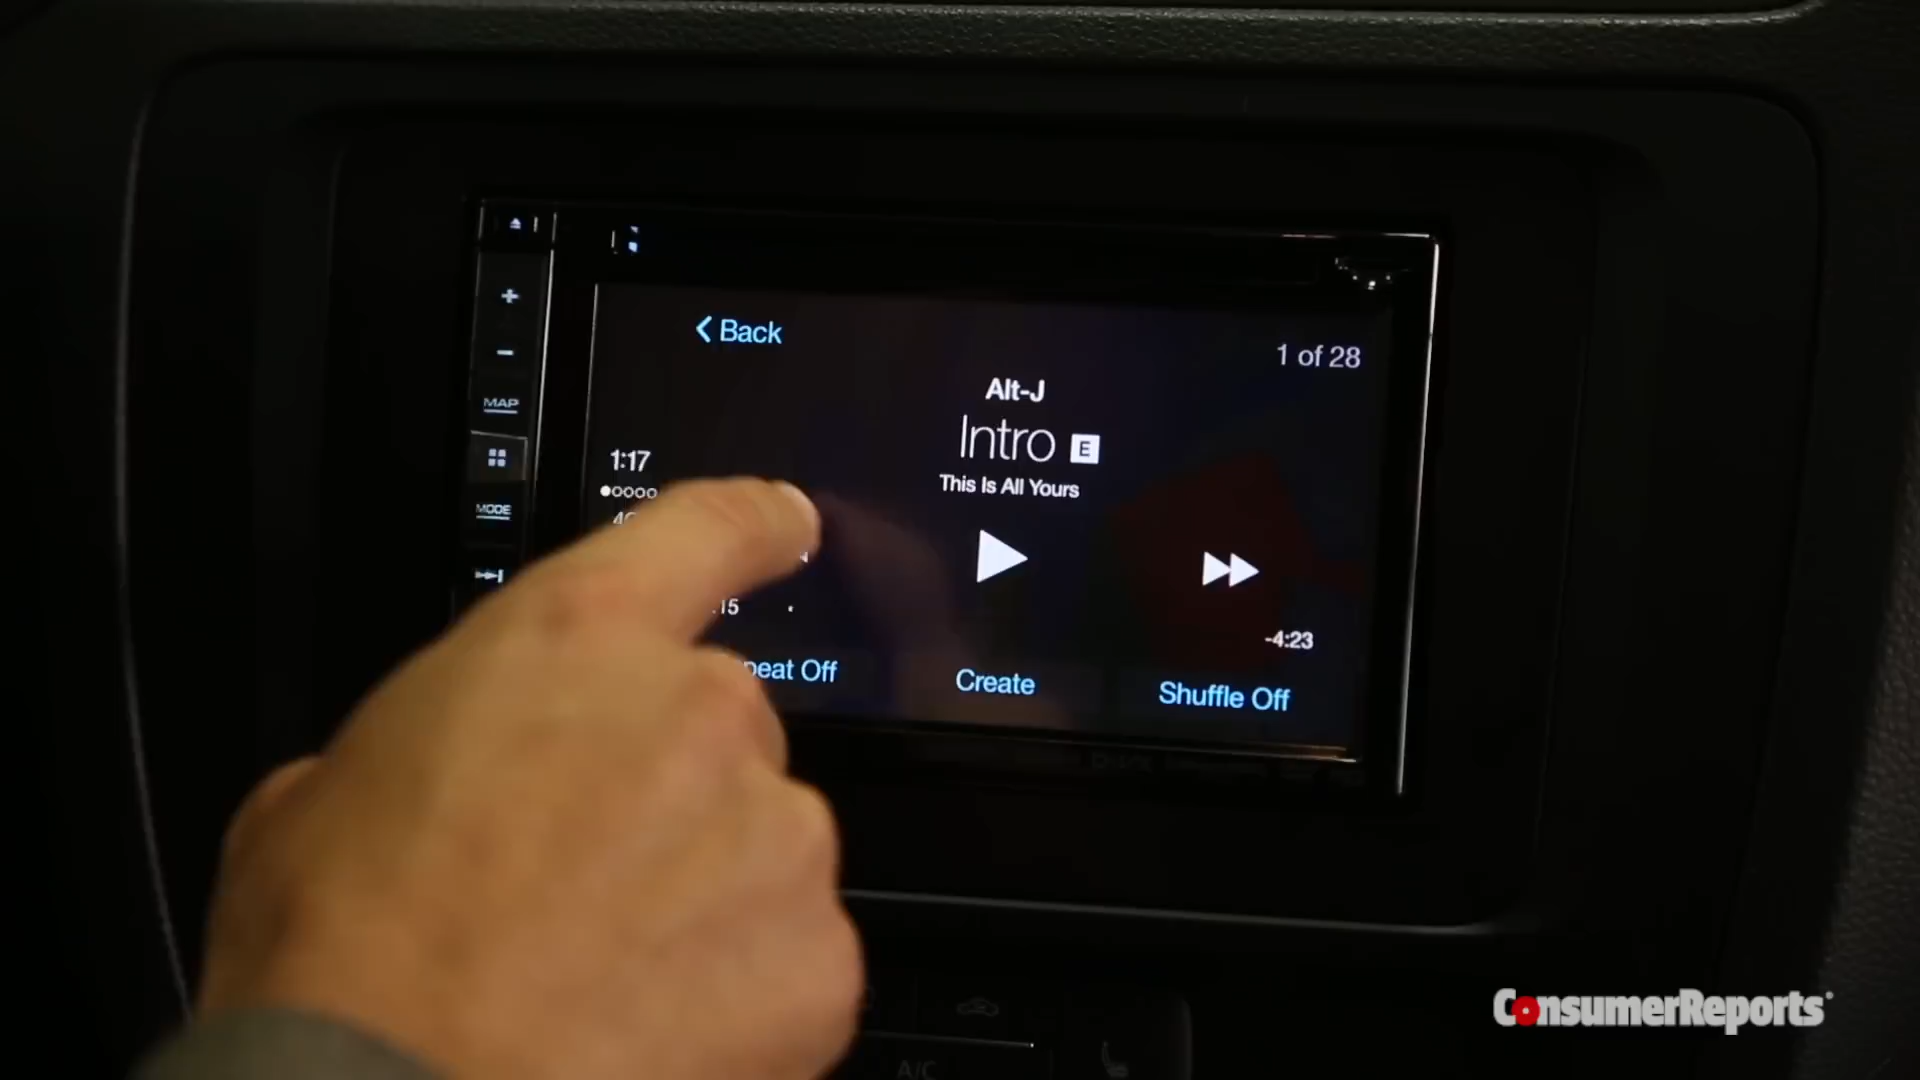 Back
1 of 28
Alt-J
Intro E
This Is All Yours
1:17
MAP
MODE
15
-4:23
peat Off
Create
Shuffle Off
ConsumerReports
A/C